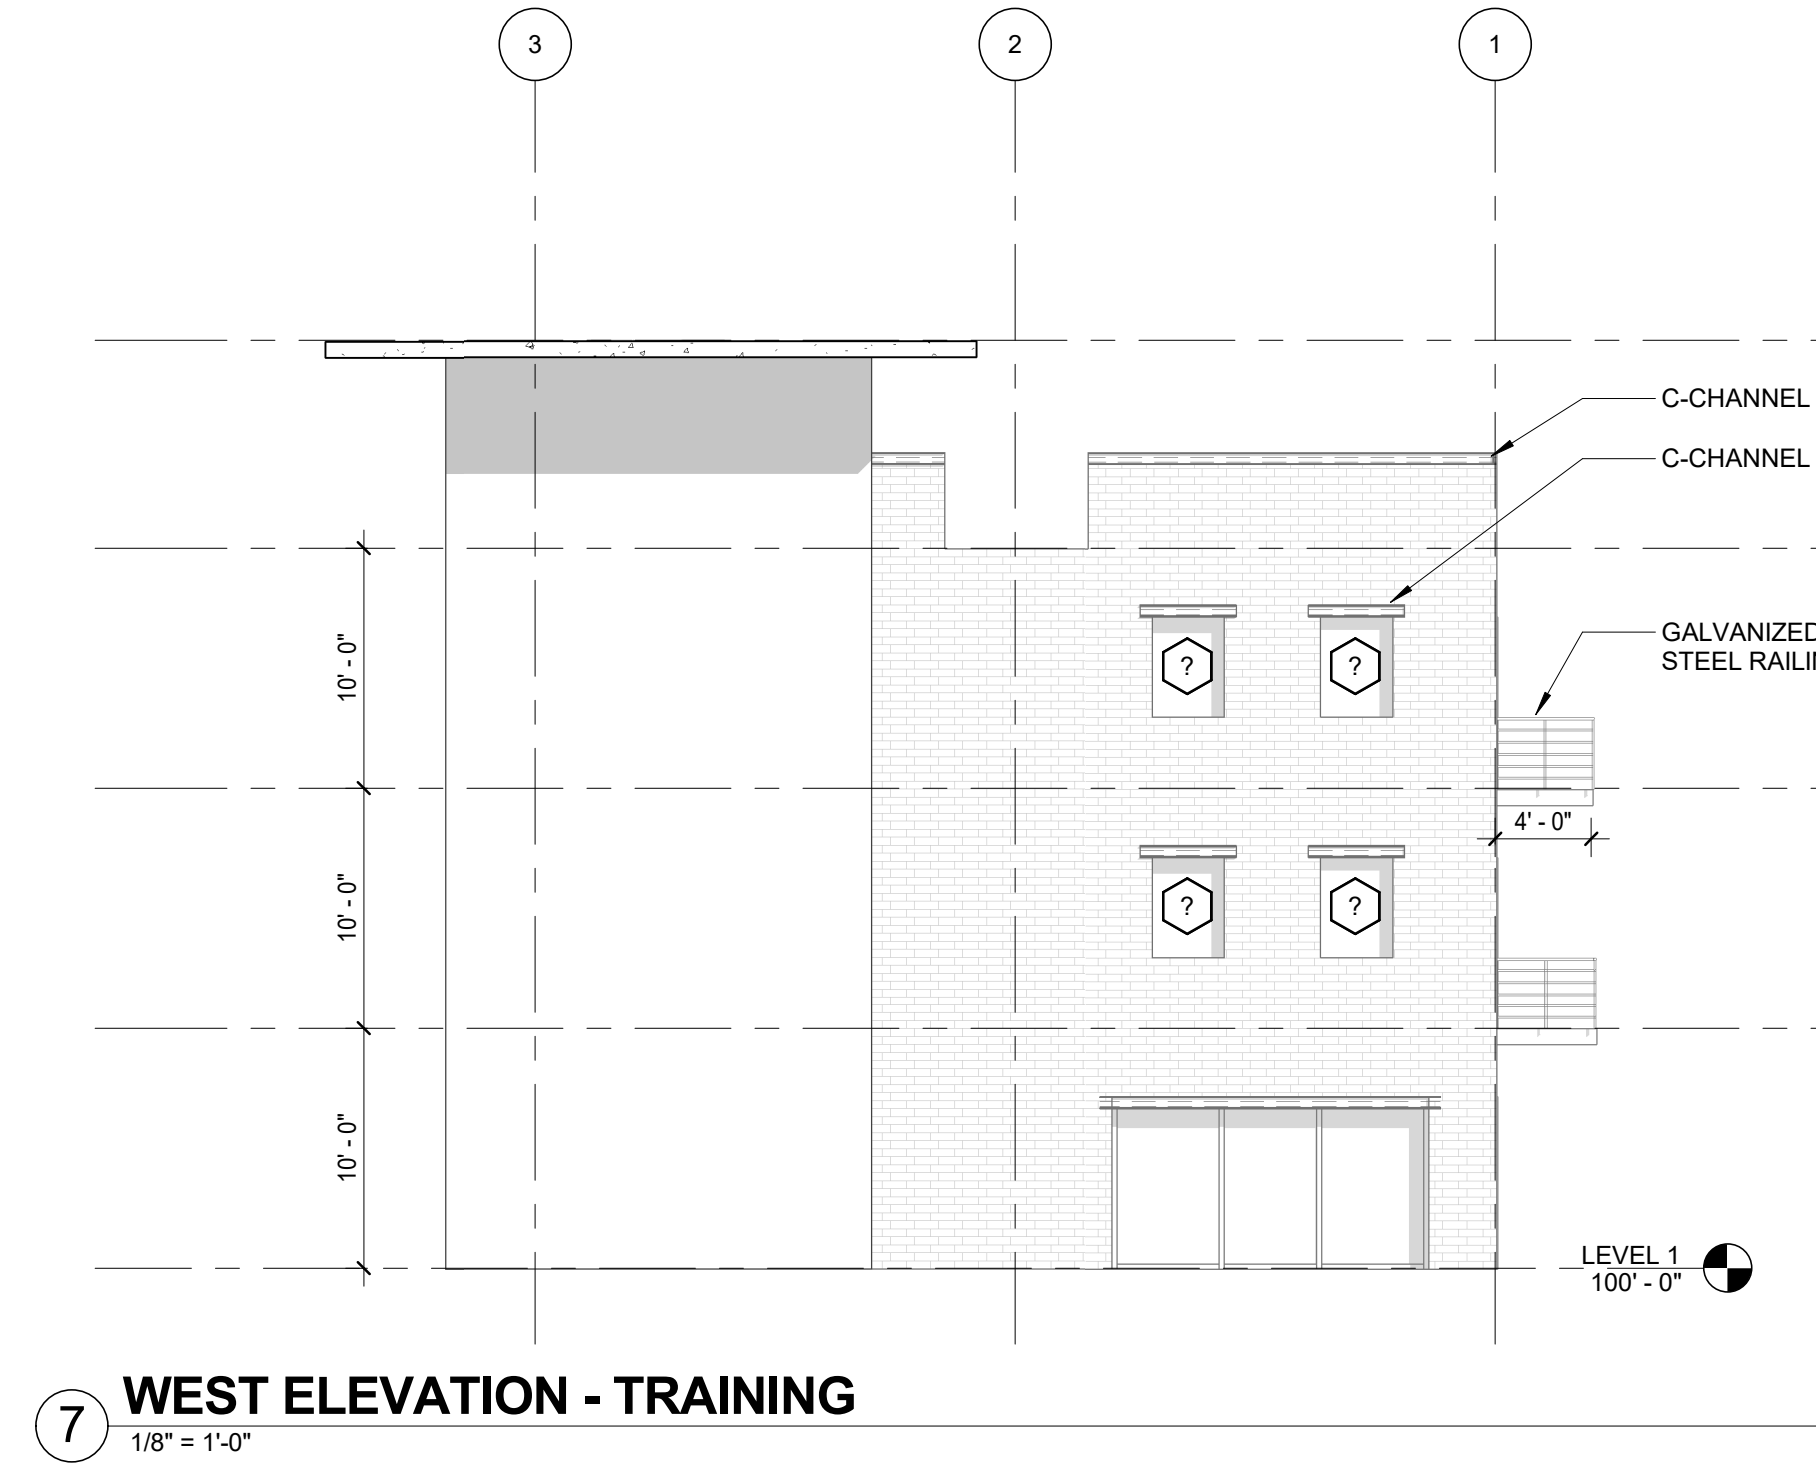 3
2
1
C-CHANNEL
C-CHANNEL
10' - 0"
? ?
GALVANIZED
STEEL RAILIN
4' - 0"
10' - 0"
? ?
10' - 0"
LEVEL 1
100' - 0"
7
WEST ELEVATION - TRAINING
1/8" = 1'-0"